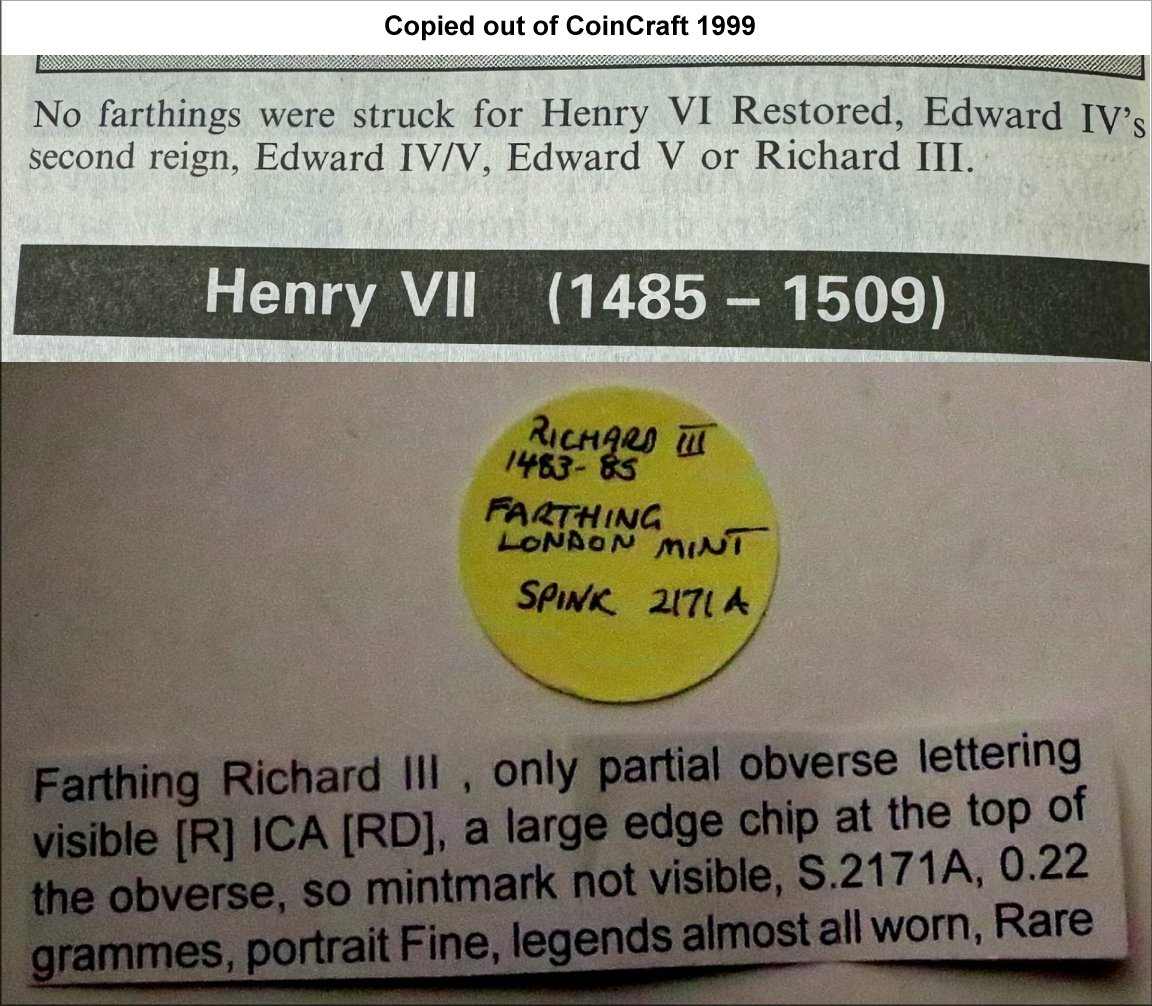 Copied out of CoinCraft 1999
No farthings were struck for Henry VI Restored, Edward IV's
second reign, Edward IV/V, Edward V or Richard III.
Henry VII (1485 – 1509)
RICHARD III
1483-85
FARTHING
LONDON MINT
SPINK 2171A
Farthing Richard III , only partial obverse lettering
visible [R] ICA [RD], a large edge chip at the top of
the obverse, so mintmark not visible, S.2171A, 0.22
grammes, portrait Fine, legends almost all worn, Rare